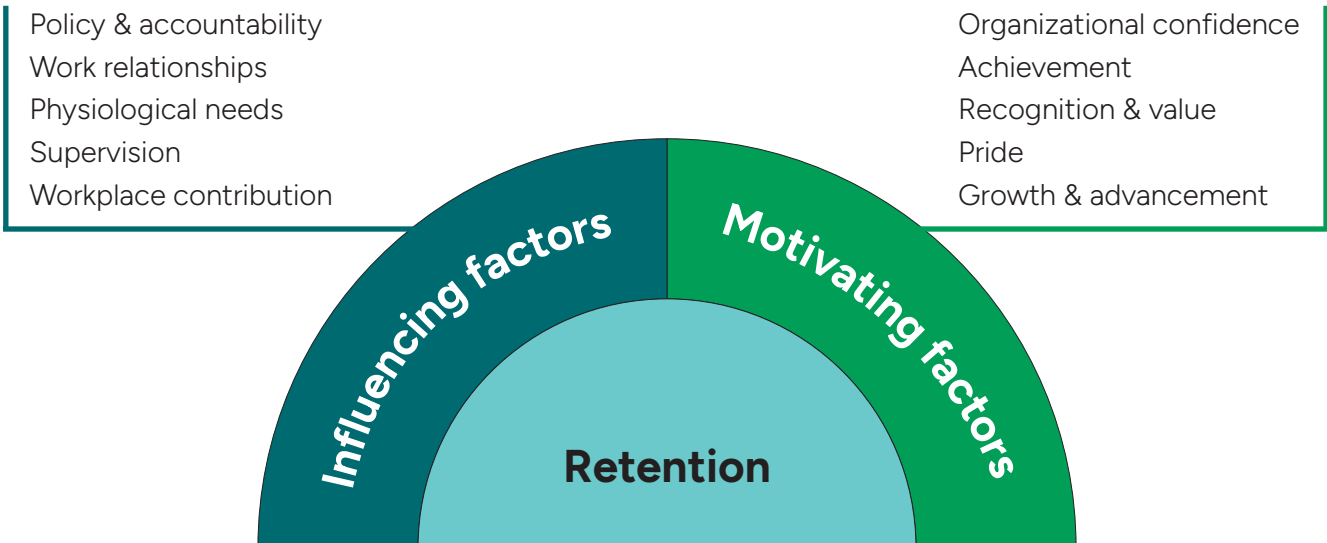 Policy & accountability
Work relationships
Physiological needs
Supervision
Workplace contribution
Organizational confidence
Achievement
Recognition & value
Pride
Growth & advancement
Influencing factors
Motivating factors
Retention